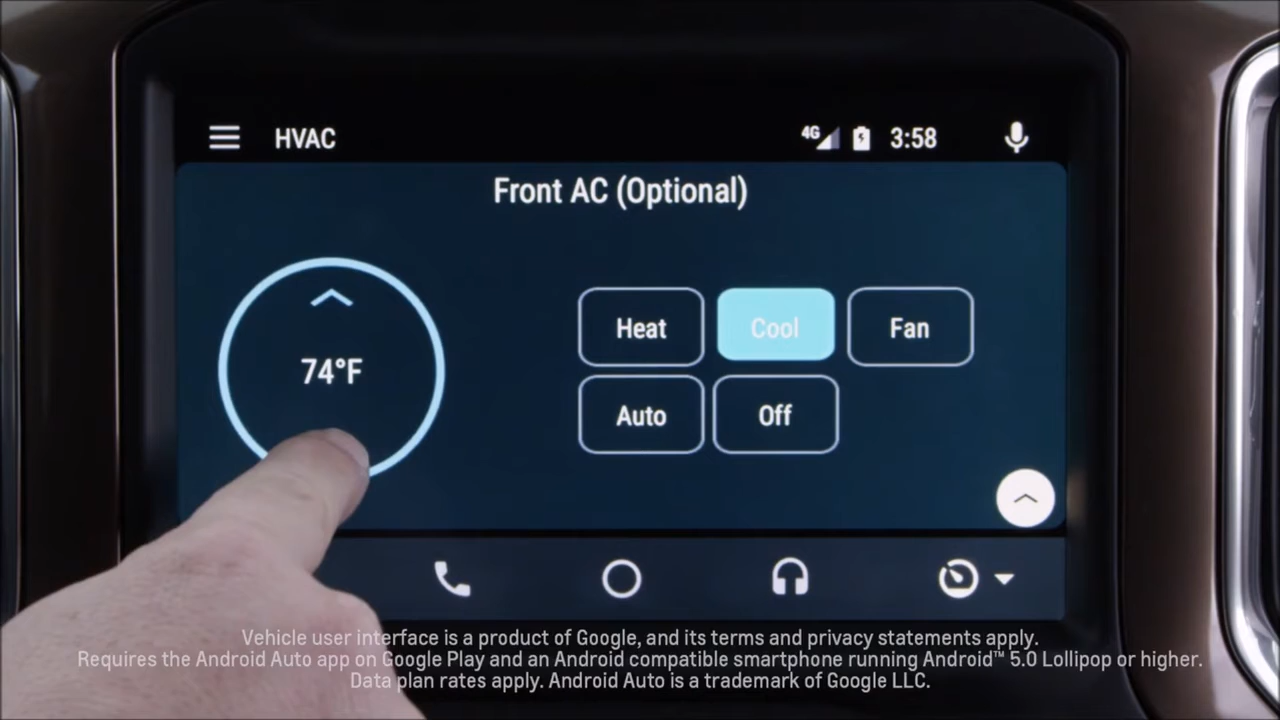 HVAC
4G
3:58
Front AC (Optional)
74°F
Heat
Cool
Fan
Auto
Off
Vehicle user interface is a product of Google, and its terms and privacy statements apply.
Requires the Android Auto app on Google Play and an Android compatible smartphone running Android™ 5.0 Lollipop or higher.
Data plan rates apply. Android Auto is a trademark of Google LLC.